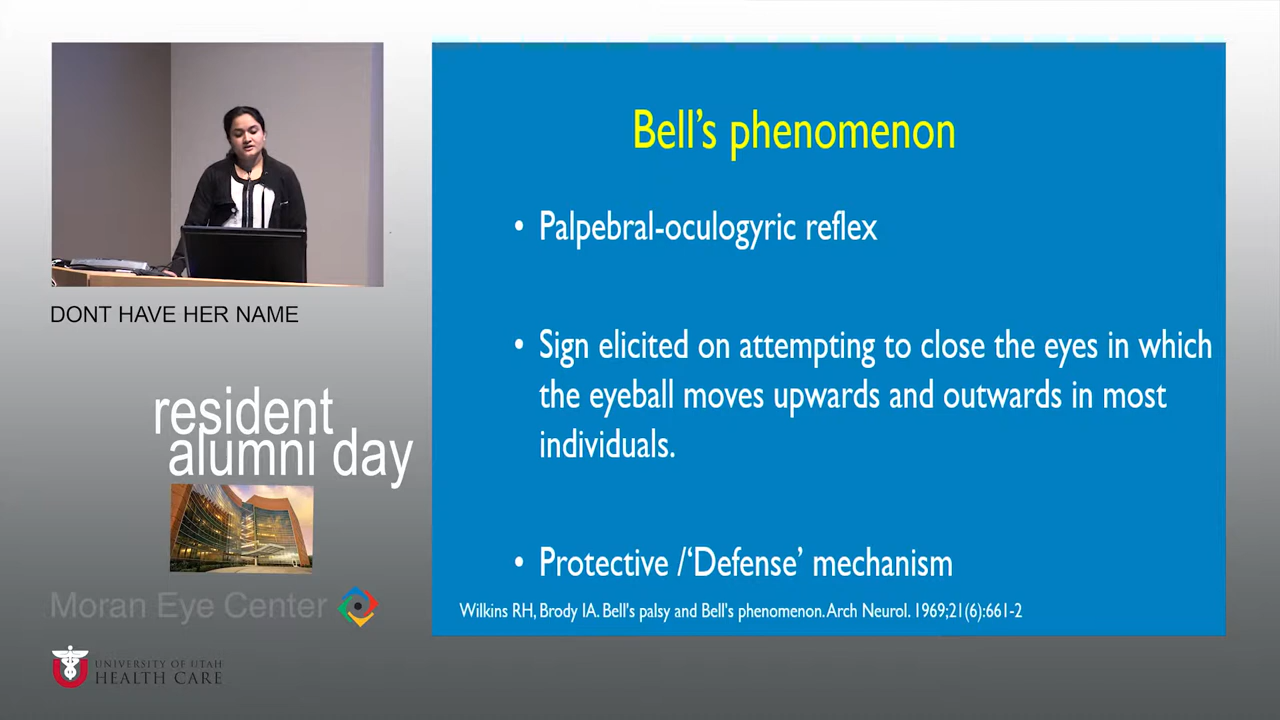 Bell's phenomenon
• Palpebral-oculogyric reflex
• Sign elicited on attempting to close the eyes in which
the eyeball moves upwards and outwards in most
individuals.
• Protective /‘Defense’ mechanism
Wilkins RH, Brody IA. Bell's palsy and Bell's phenomenon. Arch Neurol. 1969;21(6):661-2
DONT HAVE HER NAME
resident
alumni day
Moran Eye Center
UNIVERSITY OF UTAH
HEALTH CARE